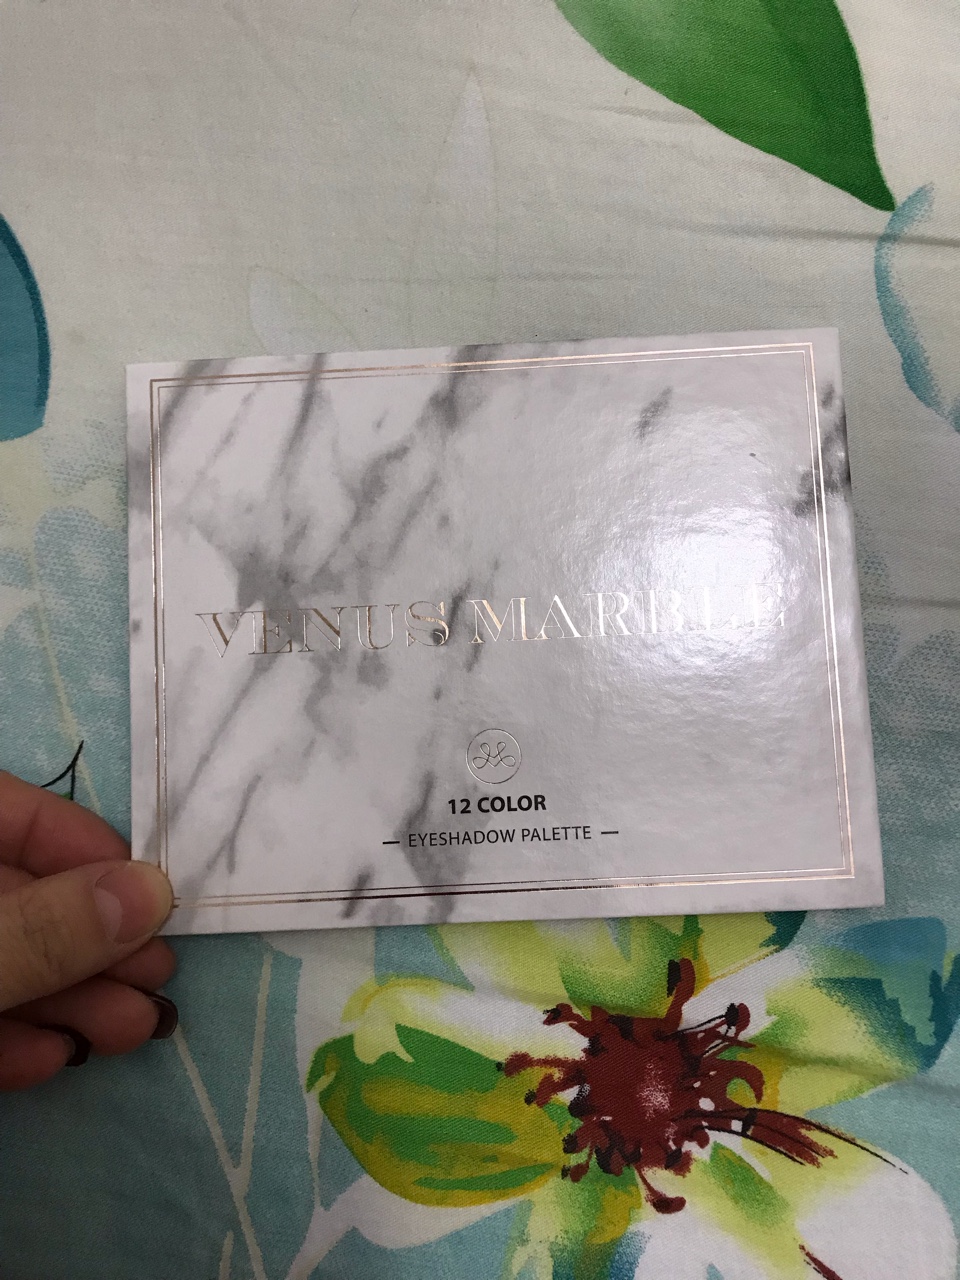 VENUS MARBLE
12 COLOR
— EYESHADOW PALETTE —